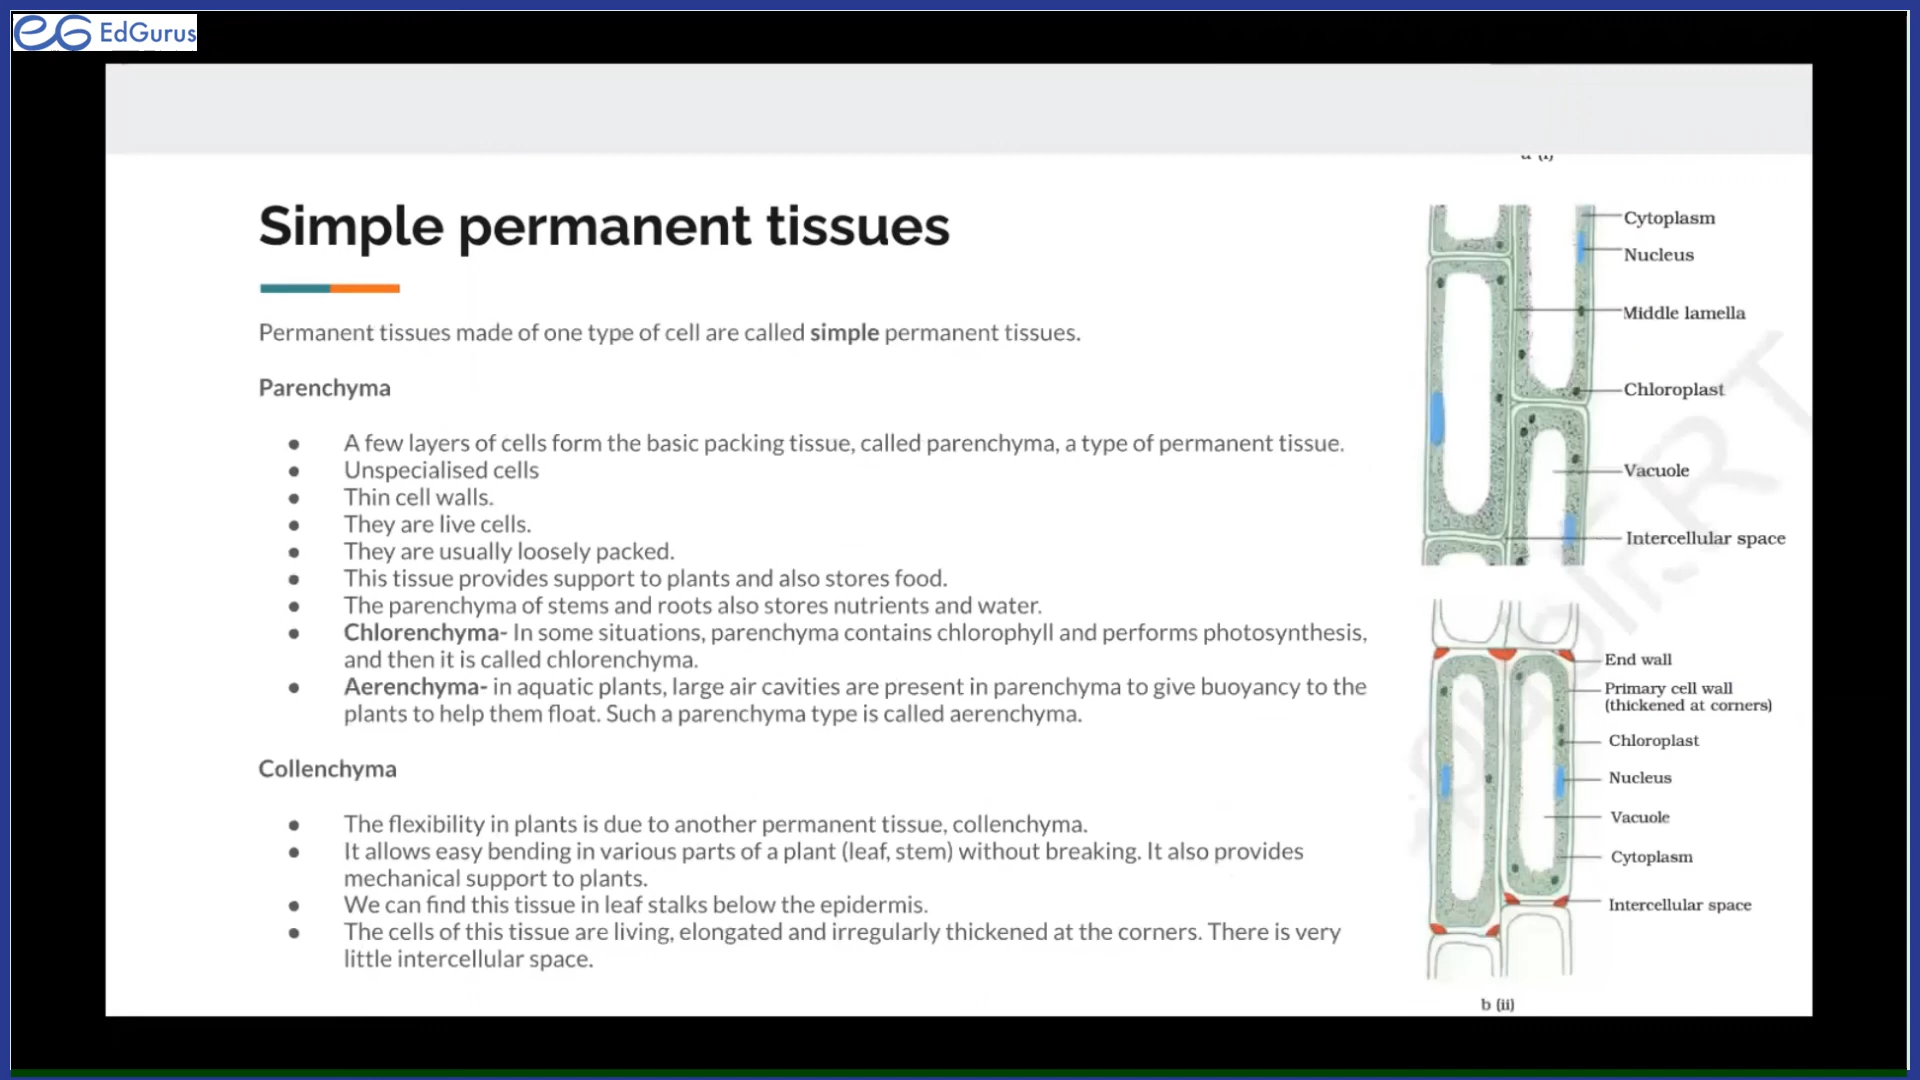 EdGurus
a (i)
Simple permanent tissues
Permanent tissues made of one type of cell are called simple permanent tissues.
Parenchyma
● A few layers of cells form the basic packing tissue, called parenchyma, a type of permanent tissue.
● Unspecialised cells
● Thin cell walls.
● They are live cells.
● They are usually loosely packed.
● This tissue provides support to plants and also stores food.
● The parenchyma of stems and roots also stores nutrients and water.
● Chlorenchyma- In some situations, parenchyma contains chlorophyll and performs photosynthesis,
and then it is called chlorenchyma.
● Aerenchyma- in aquatic plants, large air cavities are present in parenchyma to give buoyancy to the
plants to help them float. Such a parenchyma type is called aerenchyma.
Collenchyma
● The flexibility in plants is due to another permanent tissue, collenchyma.
● It allows easy bending in various parts of a plant (leaf, stem) without breaking. It also provides
mechanical support to plants.
● We can find this tissue in leaf stalks below the epidermis.
● The cells of this tissue are living, elongated and irregularly thickened at the corners. There is very
little intercellular space.
Cytoplasm
Nucleus
Middle lamella
Chloroplast
Vacuole
Intercellular space
End wall
Primary cell wall
(thickened at corners)
Chloroplast
Nucleus
Vacuole
Cytoplasm
Intercellular space
b (ii)